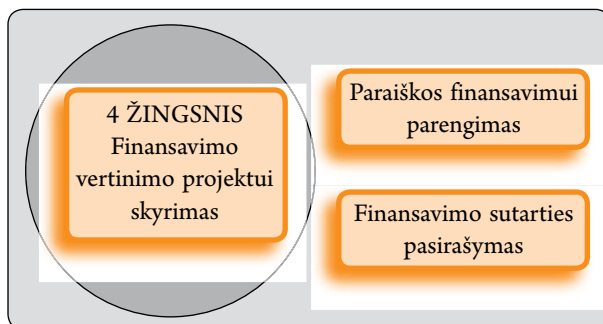 4 ŽINGSNIS
Finansavimo
vertinimo projektui
skyrimas
Paraiškos finansavimui
parengimas
Finansavimo sutarties
pasirašymas